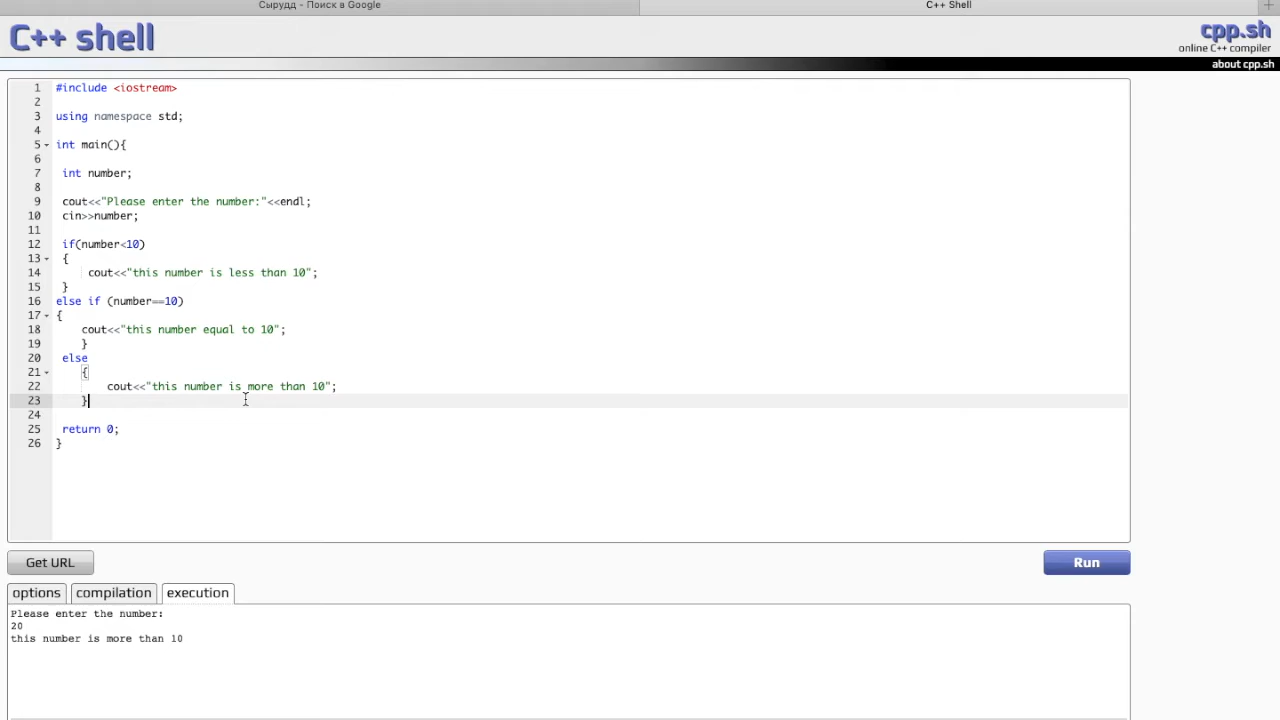 Сырудд - Поиск в Google
C++ Shell
C++ shell
cpp.sh
online C++ compiler
about cpp.sh
1 #include <iostream>
2
3 using namespace std;
4
5 int main(){
6
7 int number;
8
9 cout<<"Please enter the number:"<<endl;
10 cin>>number;
11
12 if(number<10)
13 {
14 cout<<"this number is less than 10";
15 }
16 else if (number==10)
17 {
18 cout<<"this number equal to 10";
19 }
20 else
21 {
22 cout<<"this number is more than 10";
23 }
24
25 return 0;
26 }
Get URL
Run
options
compilation
execution
Please enter the number:
20
this number is more than 10